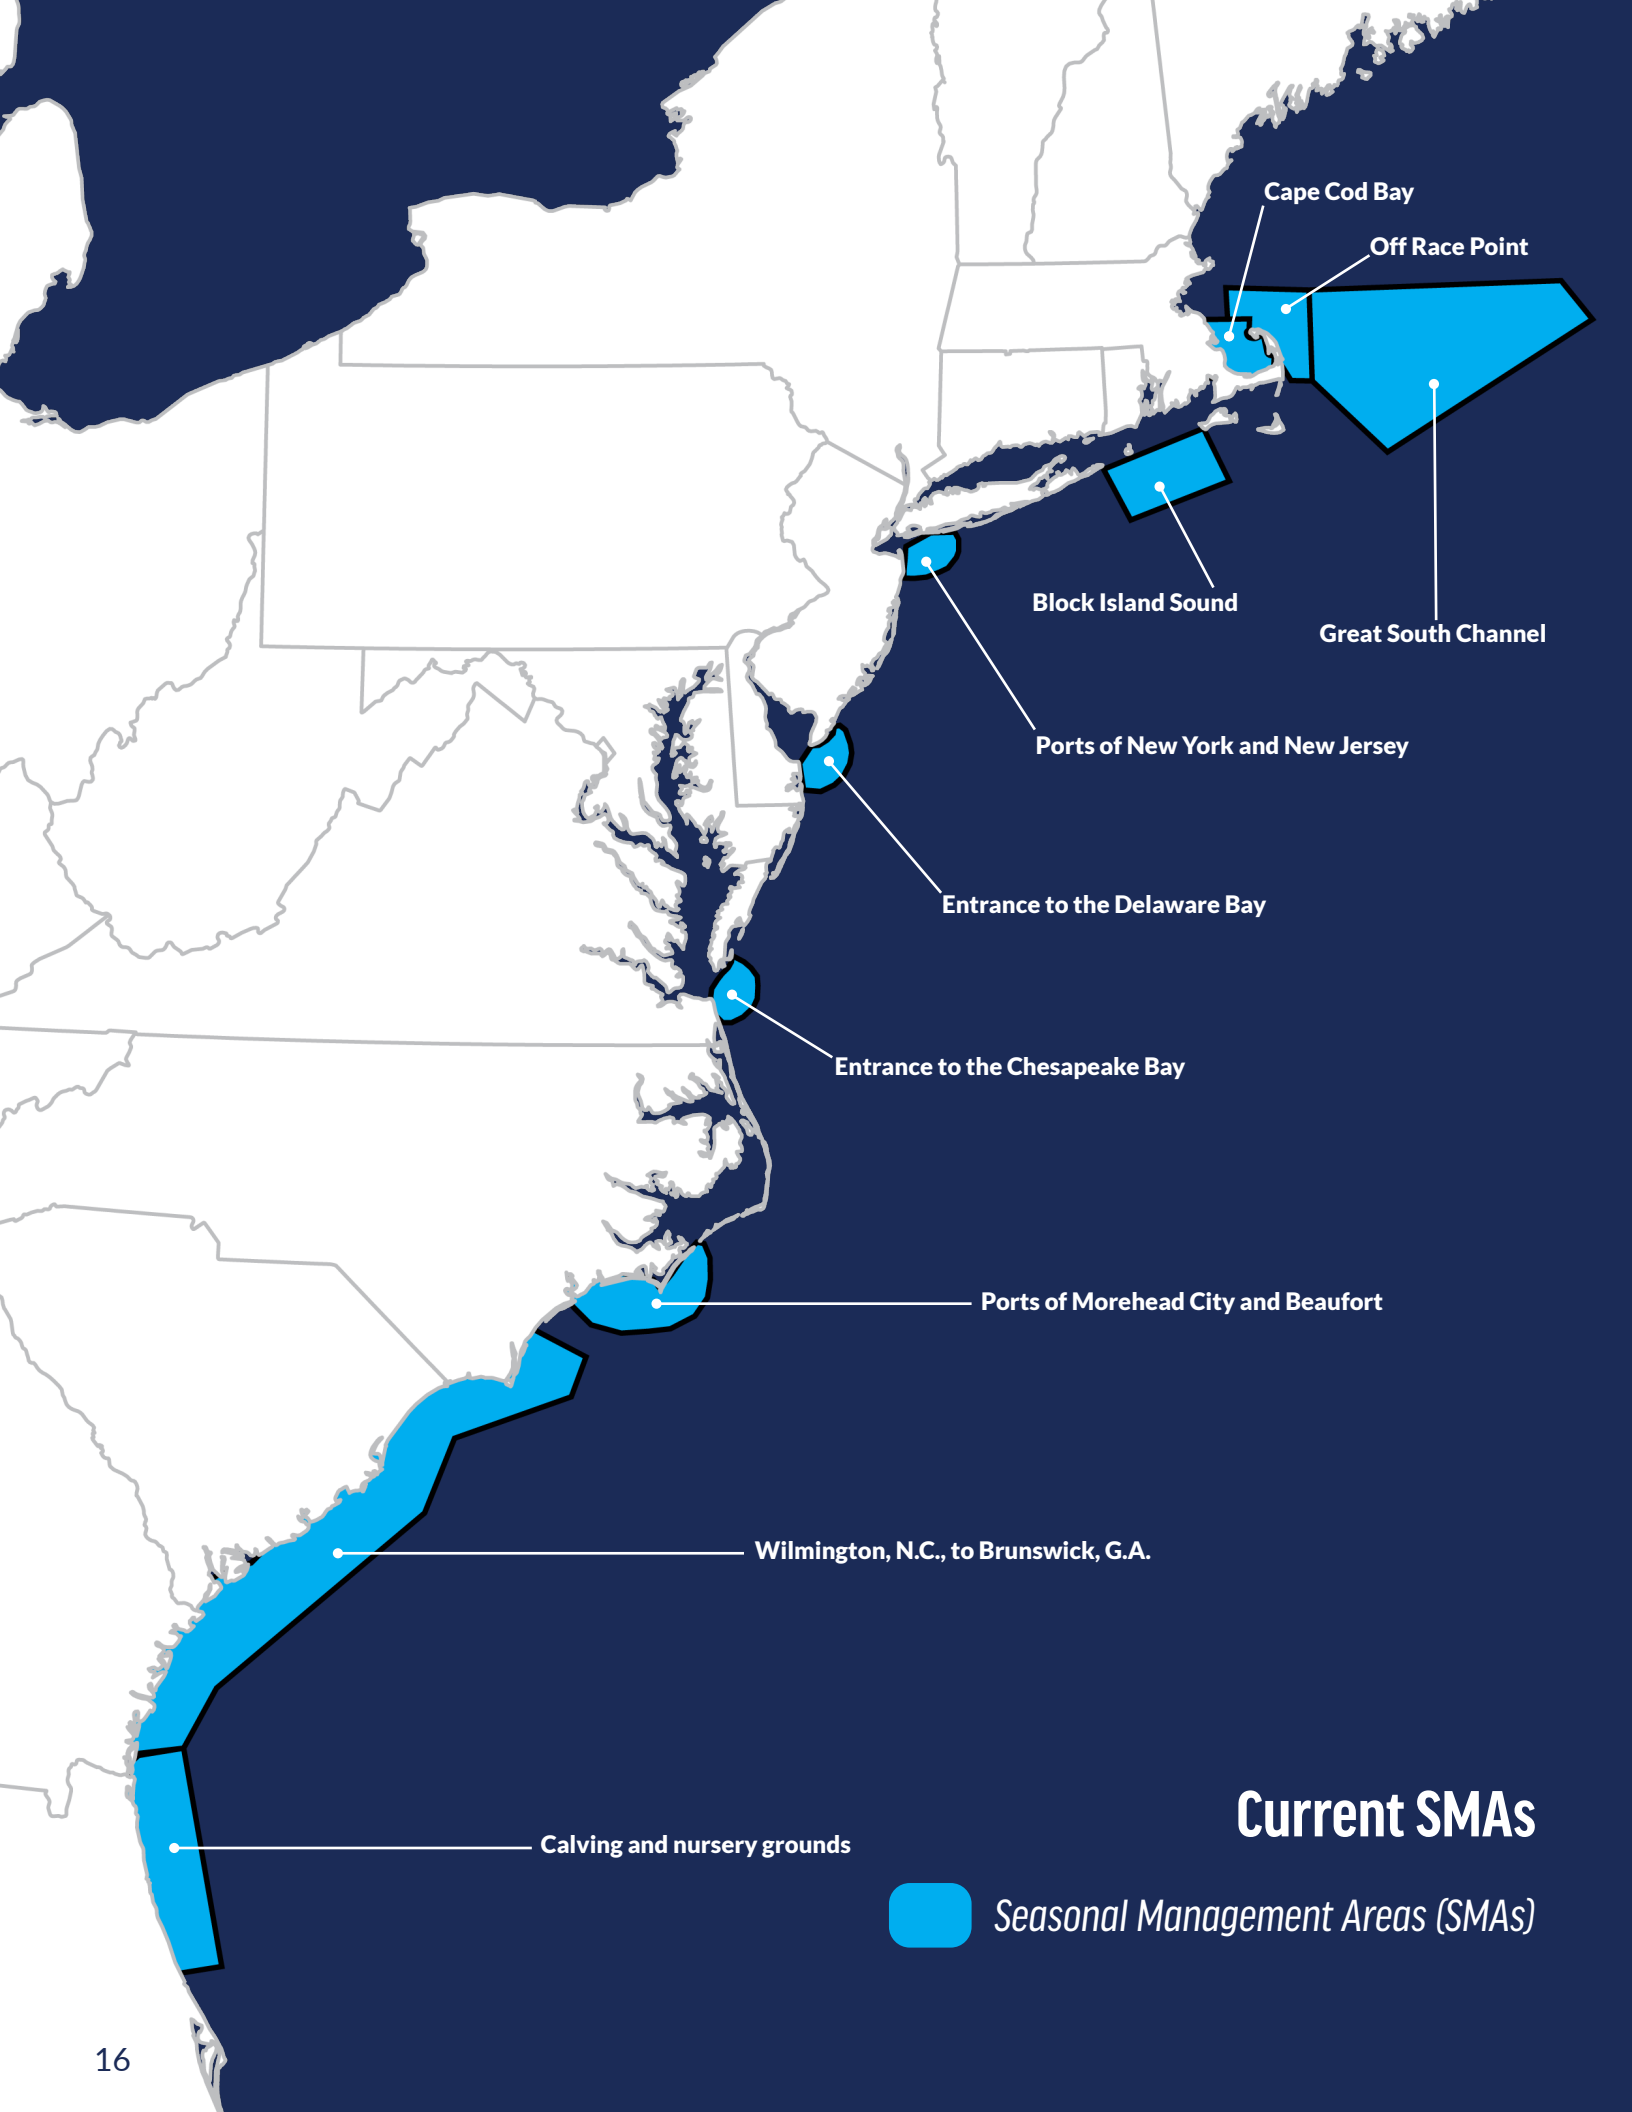 Cape Cod Bay
Off Race Point
Block Island Sound
Great South Channel
Ports of New York and New Jersey
Entrance to the Delaware Bay
Entrance to the Chesapeake Bay
Ports of Morehead City and Beaufort
Wilmington, N.C., to Brunswick, G.A.
Current SMAs
Calving and nursery grounds
Seasonal Management Areas (SMAs)
16